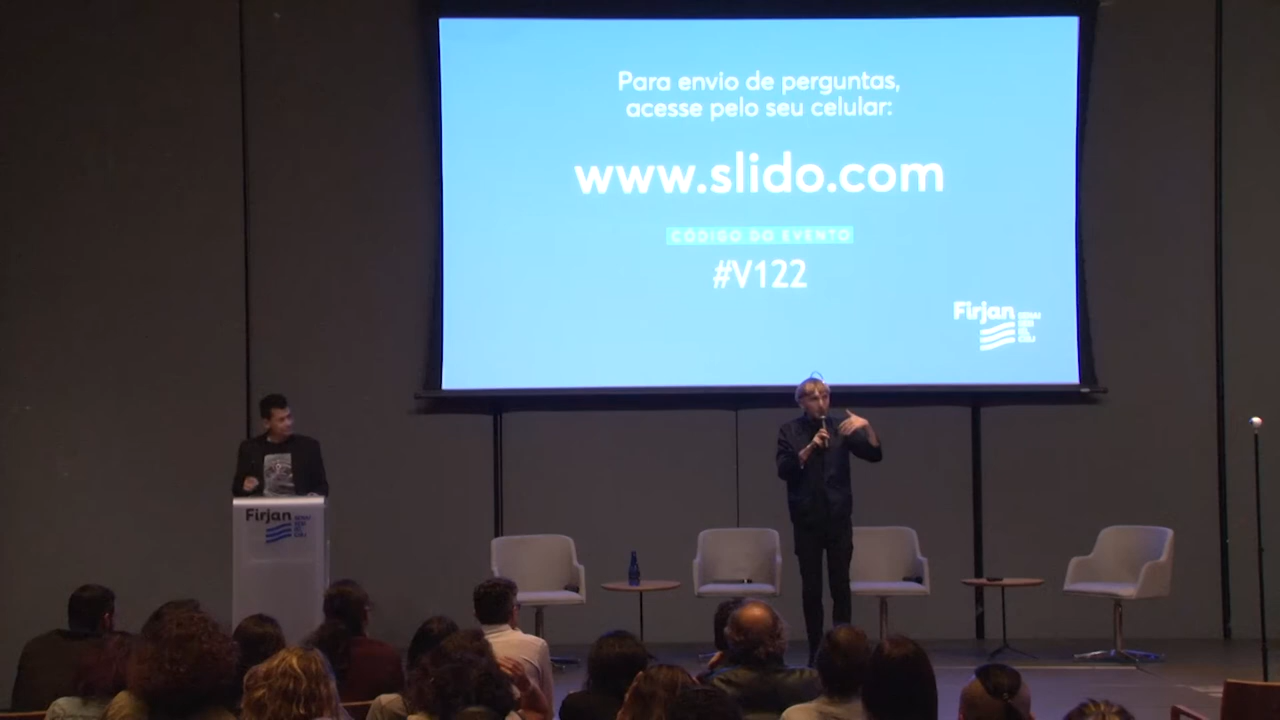 Para envio de perguntas,
acesse pelo seu celular:
www.slido.com
CÓDIGO DO EVENTO
#V122
Firjan
Firjan